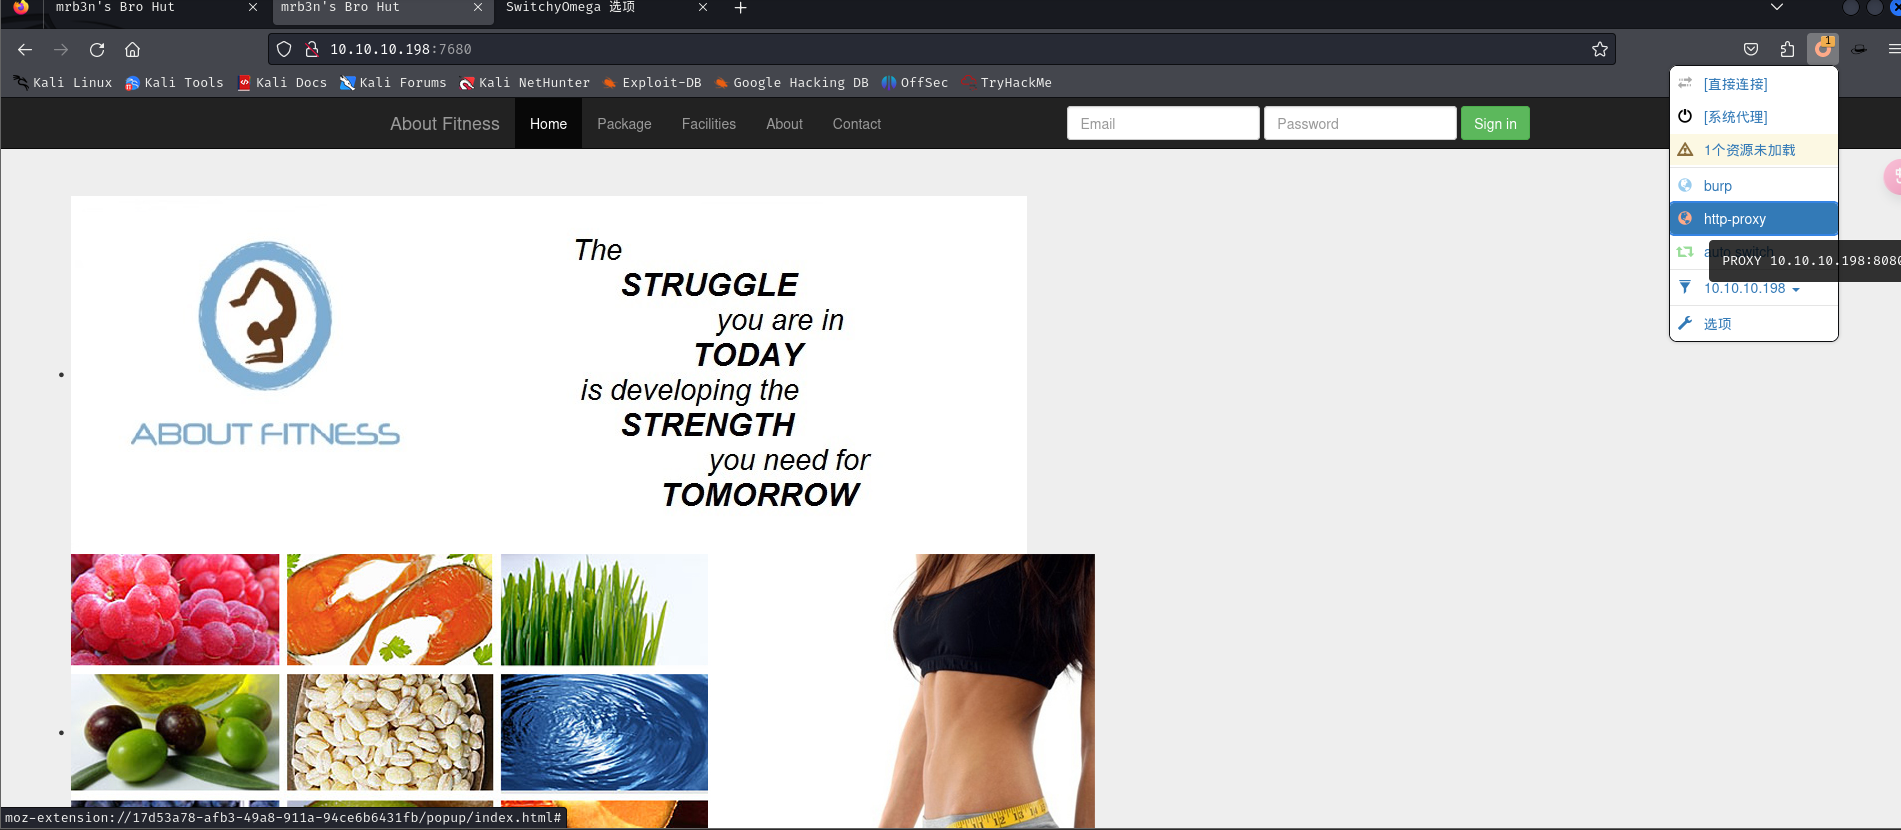 mrb3n's Bro Hut
mrb3n's Bro Hut
SwitchyOmega 选项
10.10.10.198:7680
1
Kali Linux
Kali Tools
Kali Docs
Kali Forums
Kali NetHunter
Exploit-DB
Google Hacking DB
OffSec
TryHackMe
[直接连接]
[系统代理]
1个资源未加载
burp
http-proxy
auto switch
PROXY 10.10.10.198:8080
10.10.10.198
选项
About Fitness
Home
Package
Facilities
About
Contact
Email
Password
Sign in
The
STRUGGLE
you are in
TODAY
is developing the
STRENGTH
you need for
TOMORROW
ABOUT FITNESS
moz-extension://17d53a78-afb3-49a8-911a-94ce6b6431fb/popup/index.html#